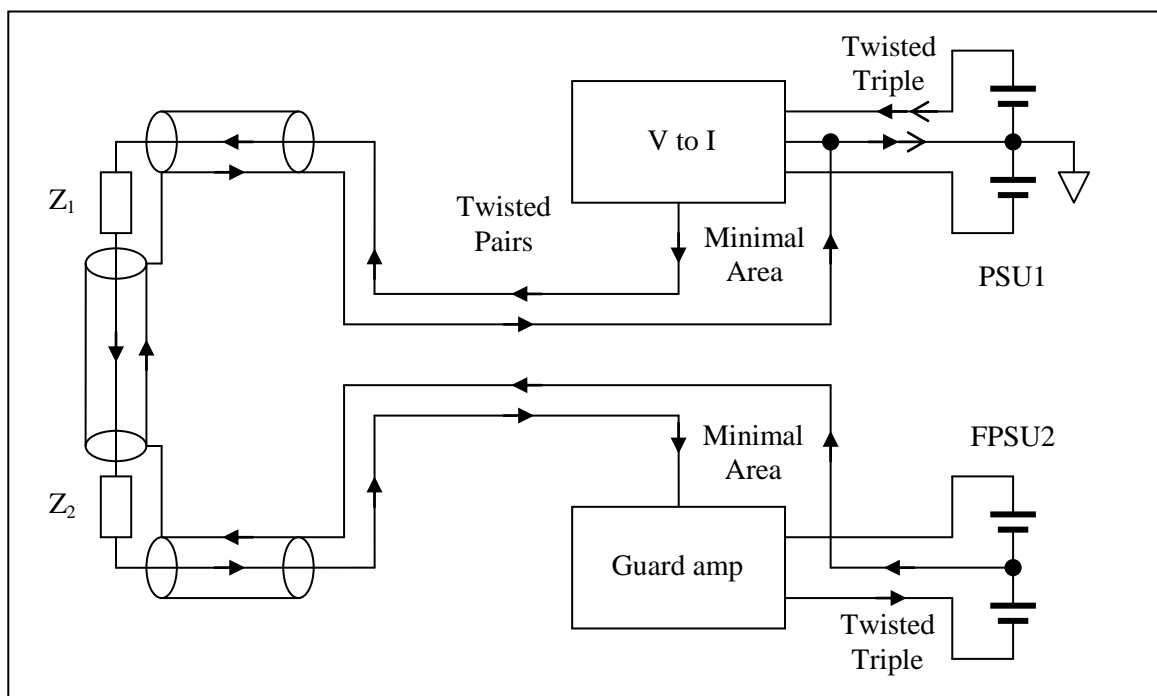 Twisted
Triple
V to I
Z1
Twisted
Pairs
Minimal
Area
PSU1
Minimal
Area
FPSU2
Z2
Guard amp
Twisted
Triple